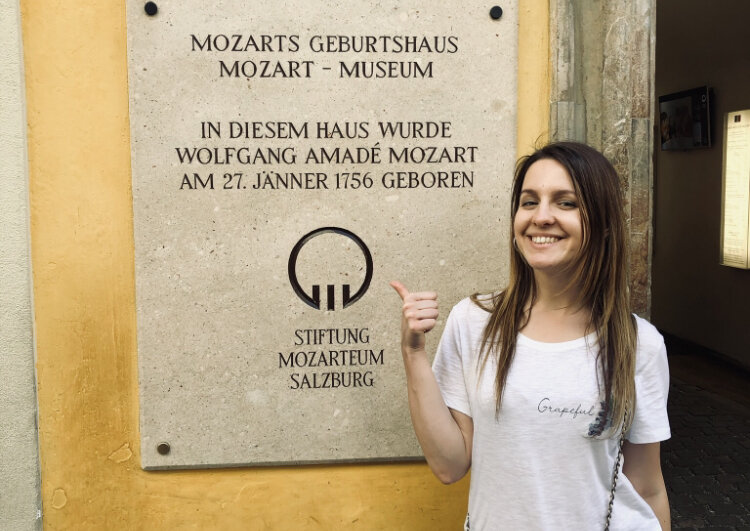 MOZARTS GEBURTSHAUS
MOZART – MUSEUM
IN DIESEM HAUS WURDE
WOLFGANG AMADÉ MOZART
AM 27. JÄNNER 1756 GEBOREN
STIFTUNG
MOZARTEUM
SALZBURG
Grapeful